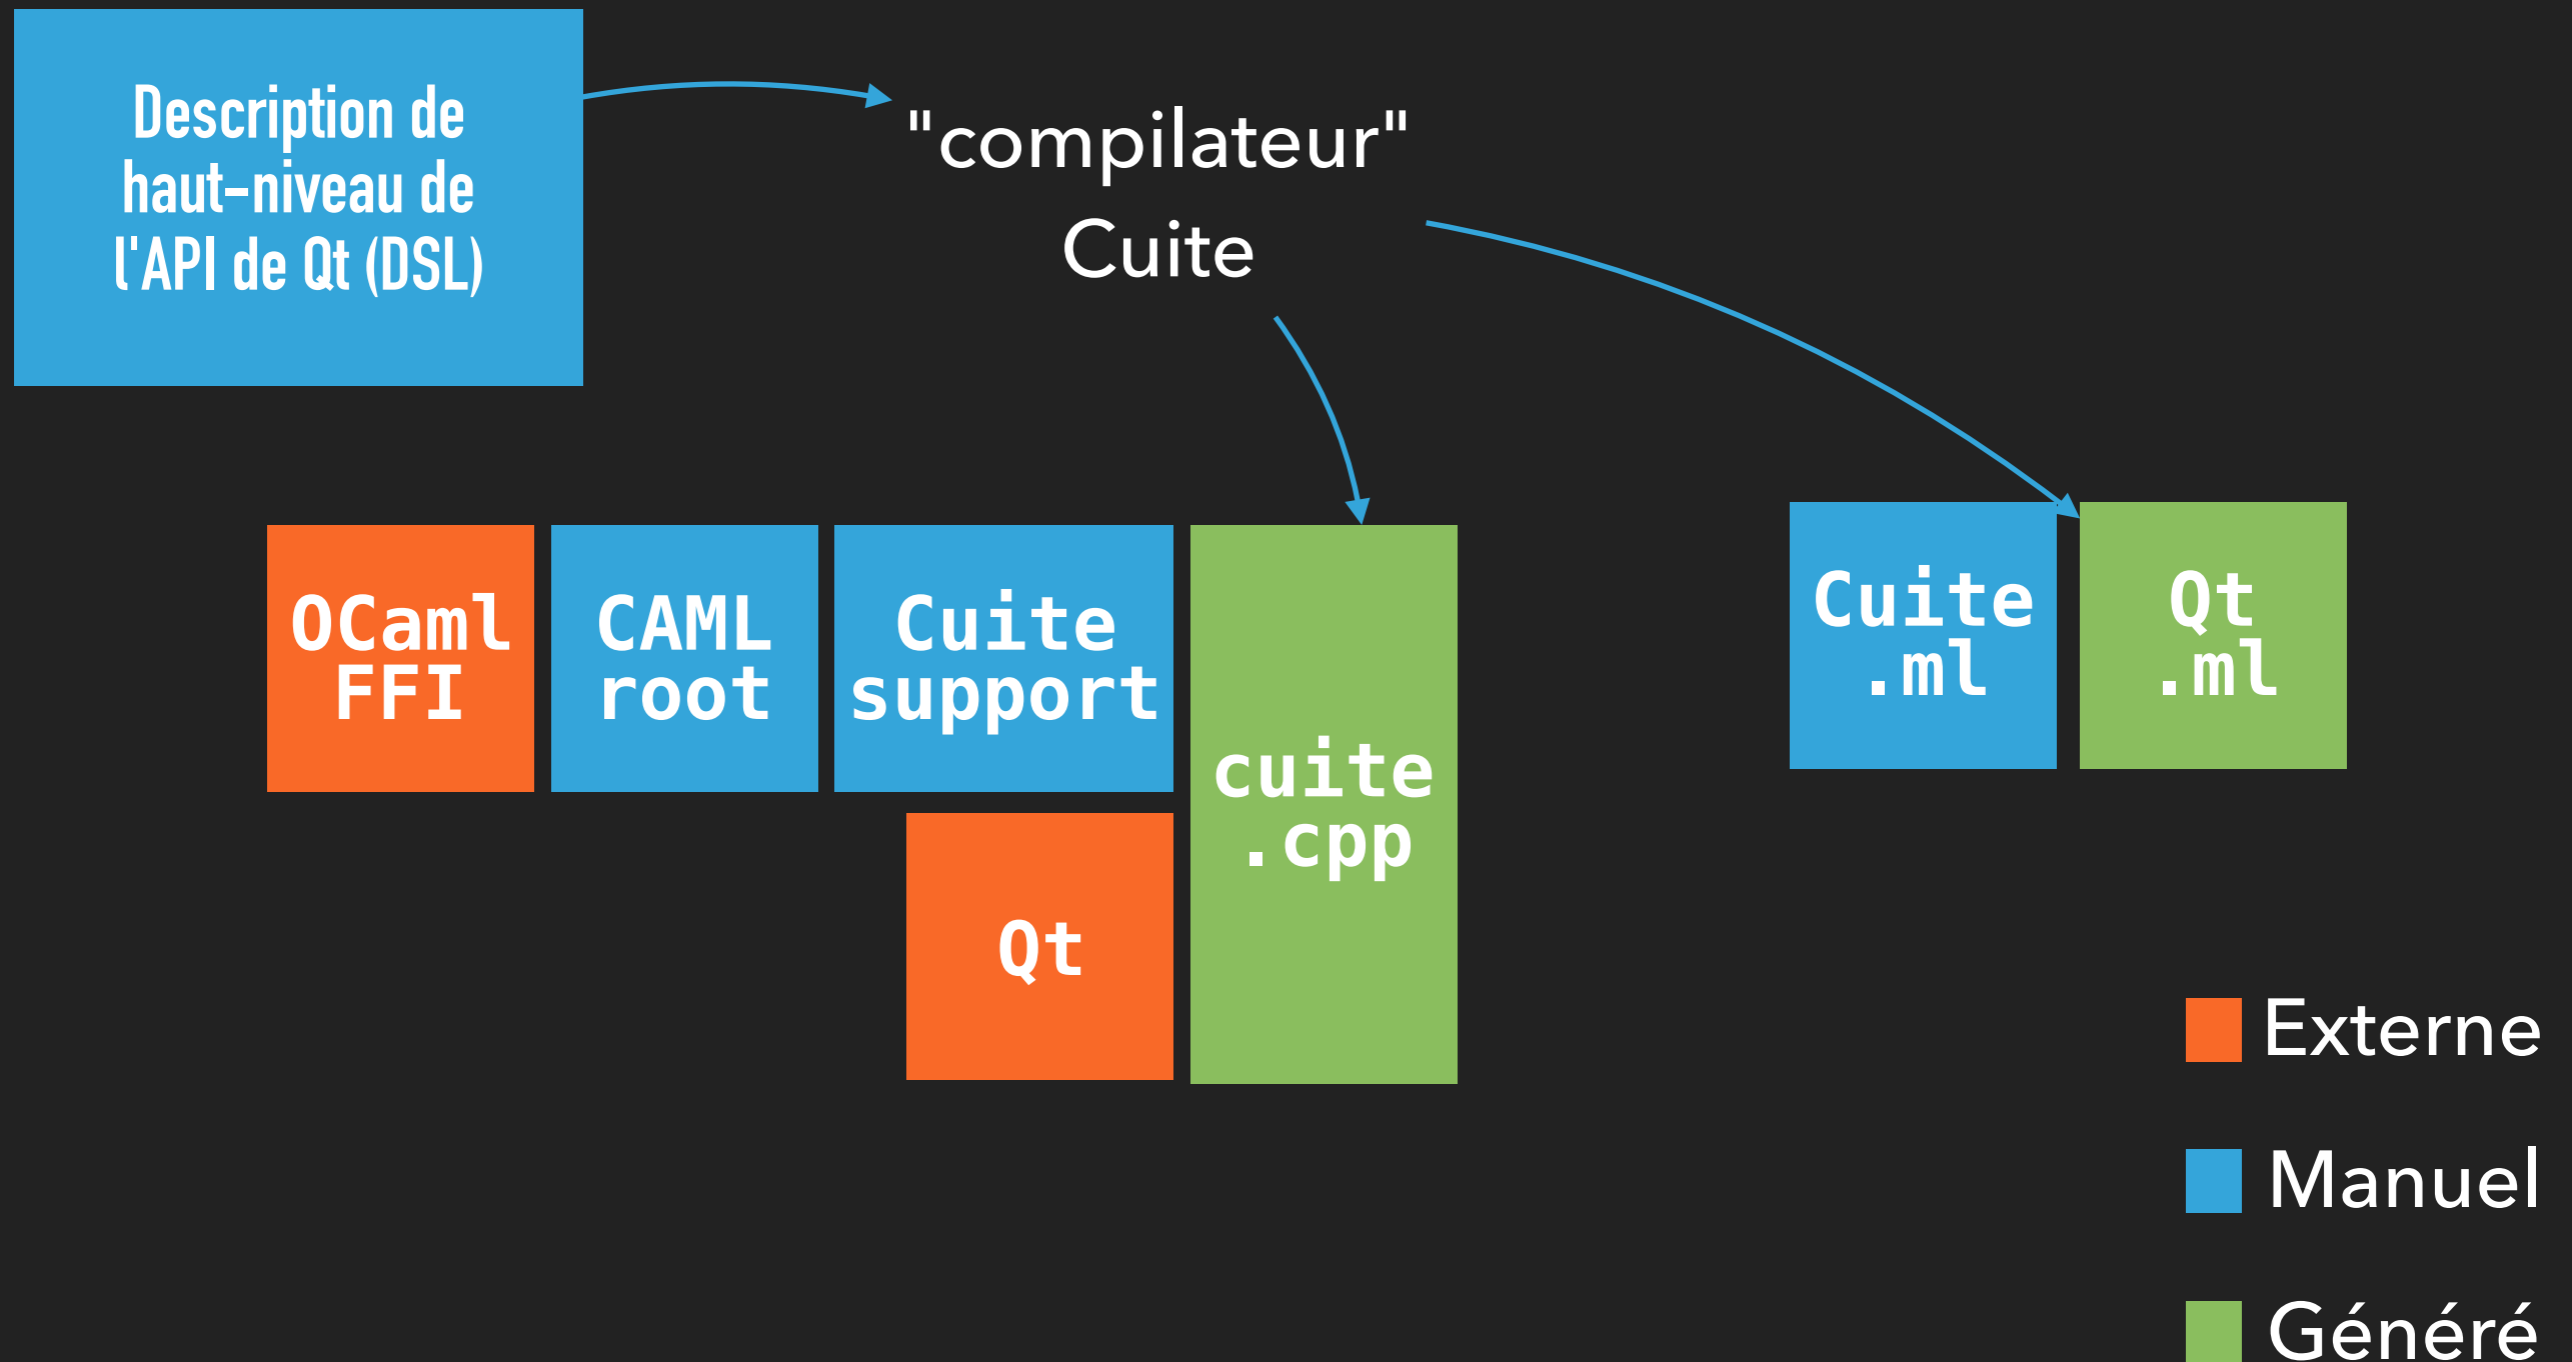 Description de
haut-niveau de
l'API de Qt (DSL)
"compilateur"
Cuite
OCaml
FFI
CAML
root
Cuite
support
cuite
.cpp
Qt
Cuite
.ml
Qt
.ml
Externe
Manuel
Généré